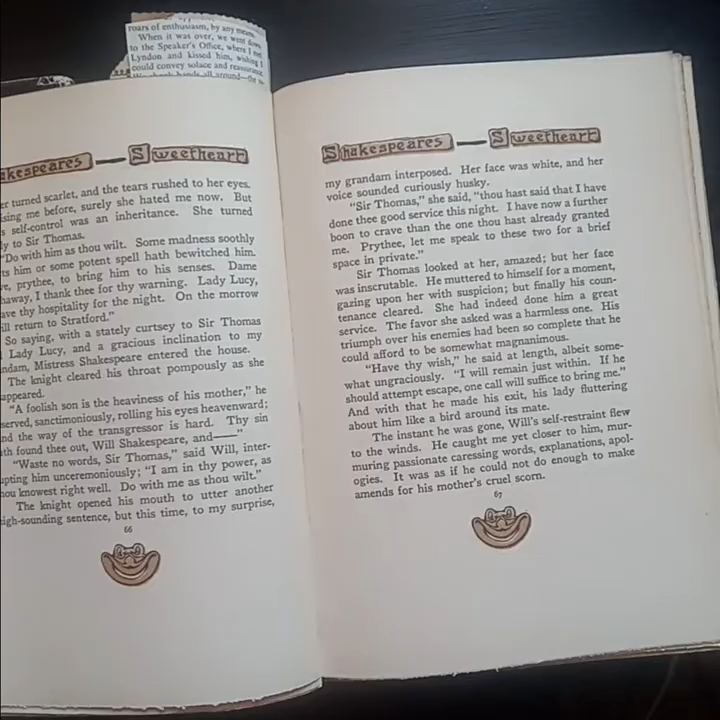 roars of enthusiasm, by any means.
When it was over, we went down
to the Speaker's Office, where I met
Lyndon and kissed him, wishing I
could convey solace and reassurance.
hands all around
akespeares — Sweetheart
er turned scarlet, and the tears rushed to her eyes.
ising me before, surely she hated me now. But
s self-control was an inheritance. She turned
ly to Sir Thomas.
"Do with him as thou wilt. Some madness soothly
ts him or some potent spell hath bewitched him.
ve, prythee, to bring him to his senses. Dame
haway, I thank thee for thy warning. Lady Lucy,
ave thy hospitality for the night. On the morrow
ill return to Stratford."
So saying, with a stately curtsey to Sir Thomas
Lady Lucy, and a gracious inclination to my
ndam, Mistress Shakespeare entered the house.
The knight cleared his throat pompously as she
appeared.
"A foolish son is the heaviness of his mother," he
served, sanctimoniously, rolling his eyes heavenward;
nd the way of the transgressor is hard. Thy sin
th found thee out, Will Shakespeare, and——"
"Waste no words, Sir Thomas," said Will, inter-
upting him unceremoniously; "I am in thy power, as
hou knowest right well. Do with me as thou wilt."
The knight opened his mouth to utter another
igh-sounding sentence, but this time, to my surprise,
66
Shakespeares — Sweetheart
my grandam interposed. Her face was white, and her
voice sounded curiously husky.
"Sir Thomas," she said, "thou hast said that I have
done thee good service this night. I have now a further
boon to crave than the one thou hast already granted
me. Prythee, let me speak to these two for a brief
space in private."
Sir Thomas looked at her, amazed; but her face
was inscrutable. He muttered to himself for a moment,
gazing upon her with suspicion; but finally his coun-
tenance cleared. She had indeed done him a great
service. The favor she asked was a harmless one. His
triumph over his enemies had been so complete that he
could afford to be somewhat magnanimous.
"Have thy wish," he said at length, albeit some-
what ungraciously. "I will remain just within. If he
should attempt escape, one call will suffice to bring me."
And with that he made his exit, his lady fluttering
about him like a bird around its mate.
The instant he was gone, Will's self-restraint flew
to the winds. He caught me yet closer to him, mur-
muring passionate caressing words, explanations, apol-
ogies. It was as if he could not do enough to make
amends for his mother's cruel scorn.
67